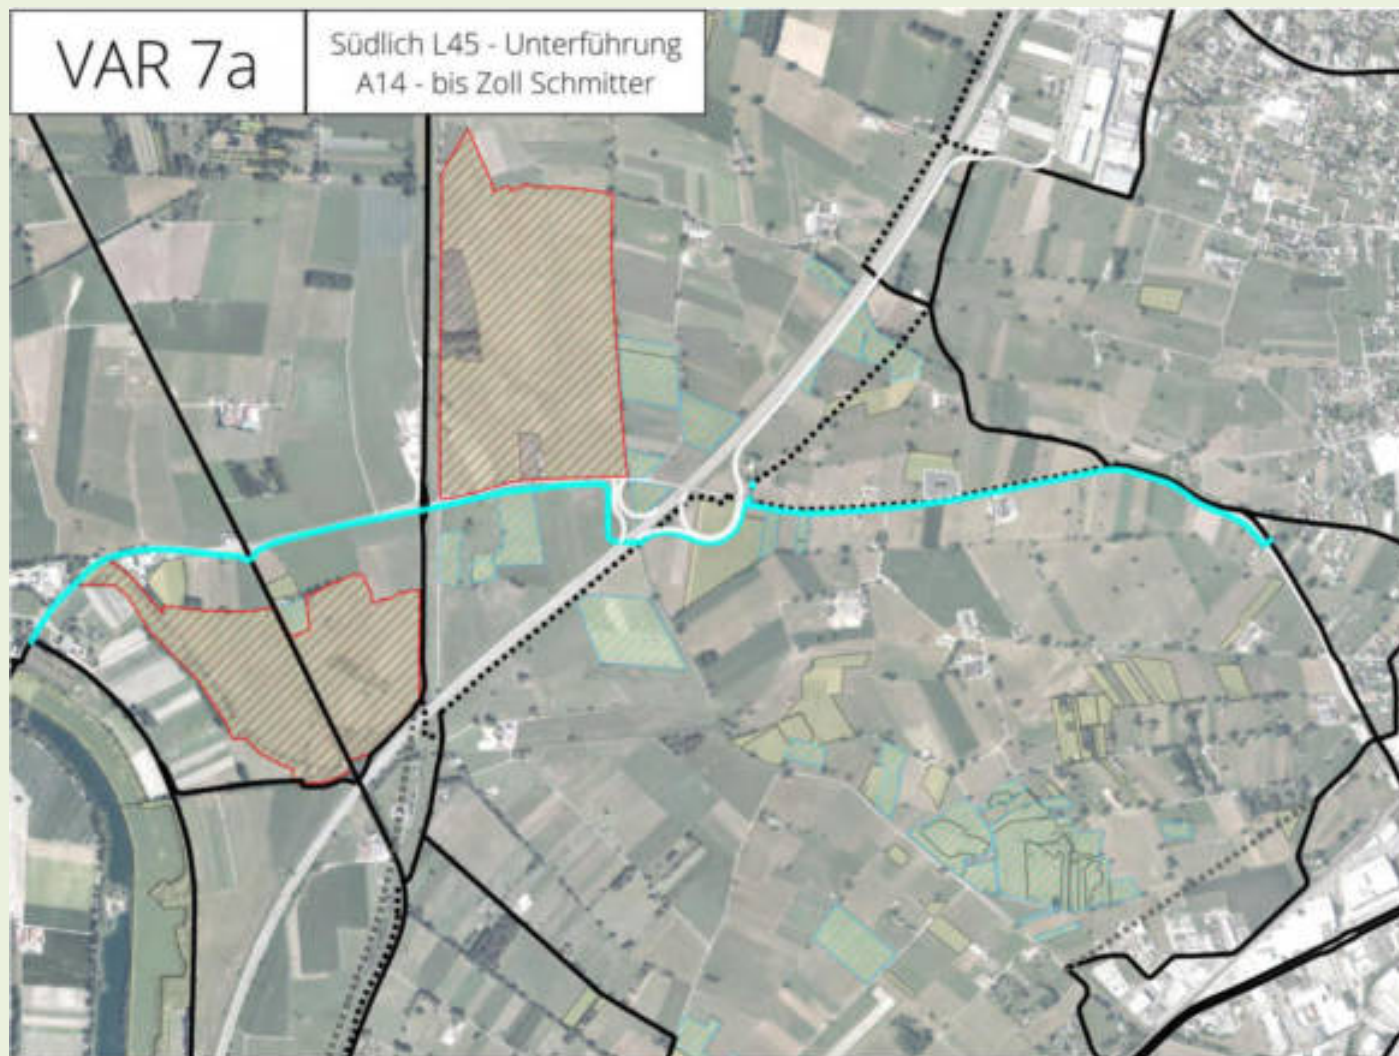 VAR 7a
Südlich L45 - Unterführung
A14 - bis Zoll Schmitter